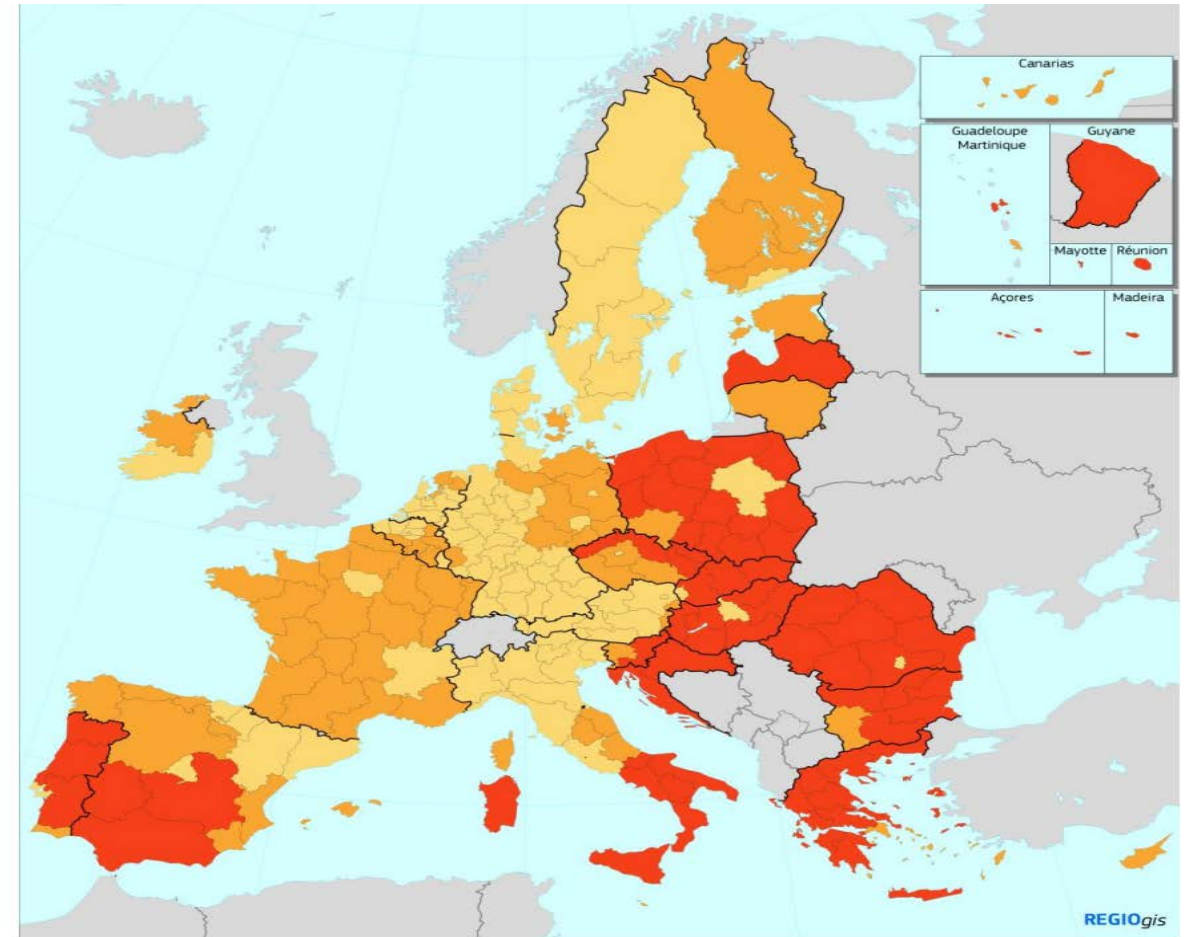 Canarias
Guadeloupe
Martinique
Guyane
Mayotte
Réunion
Açores
Madeira
REGIOgis